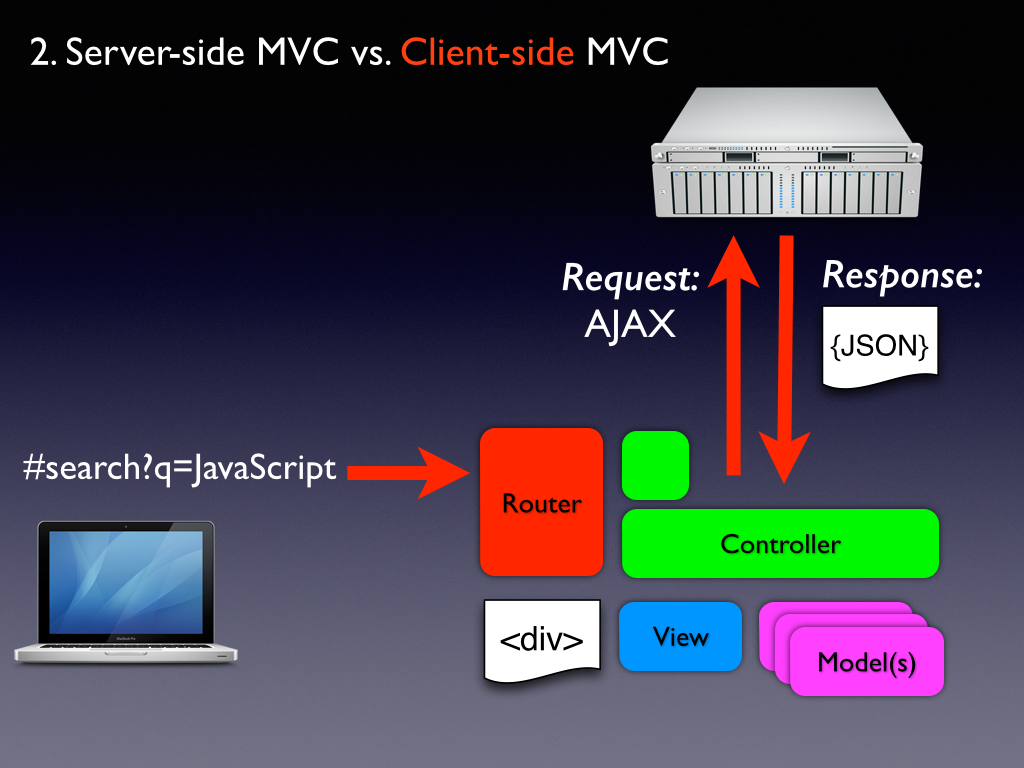 2. Server-side MVC vs. Client-side MVC
Request:
AJAX
Response:
{JSON}
#search?q=JavaScript
Router
Controller
<div>
View
Model(s)